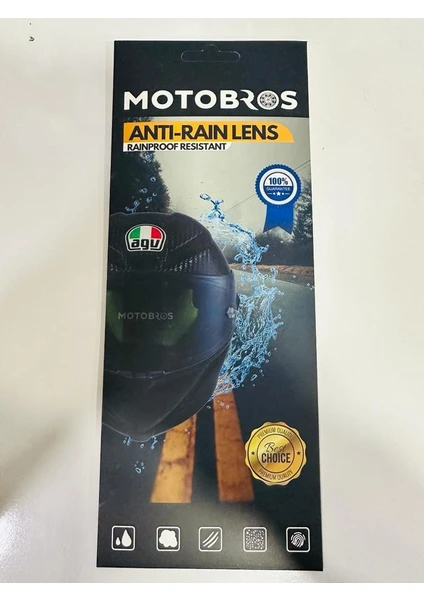 MOTOBROS
ANTI-RAIN LENS
RAINPROOF RESISTANT
100%
GUARANTEE
agv
MOTOBROS
PREMIUM QUALITY
Best
CHOICE
PREMIUM QUALITY